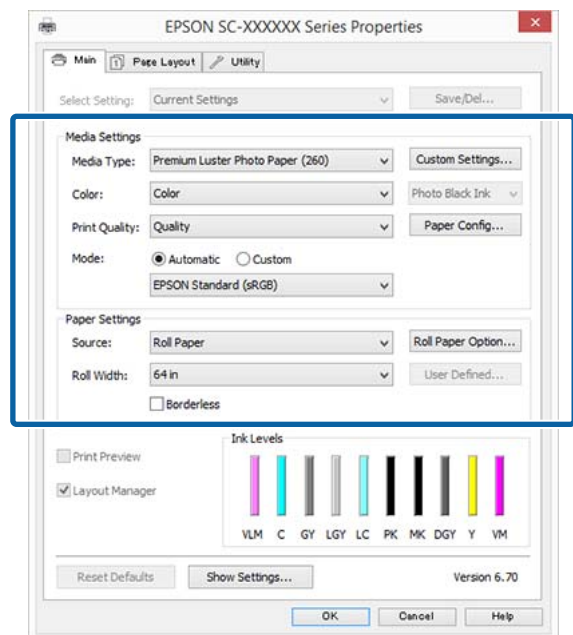 EPSON SC-XXXXXX Series Properties
Main Page Layout Utility
Select Setting: Current Settings Save/Del...
Media Settings
Media Type: Premium Luster Photo Paper (260) Custom Settings...
Color: Color Photo Black Ink
Print Quality: Quality Paper Config...
Mode: Automatic Custom
EPSON Standard (sRGB)
Paper Settings
Source: Roll Paper Roll Paper Option...
Roll Width: 64 in User Defined...
Borderless
Ink Levels
Print Preview
Layout Manager
VLM C GY LGY LC PK MK DGY Y VM
Reset Defaults Show Settings... Version 6.70
OK Cancel Help